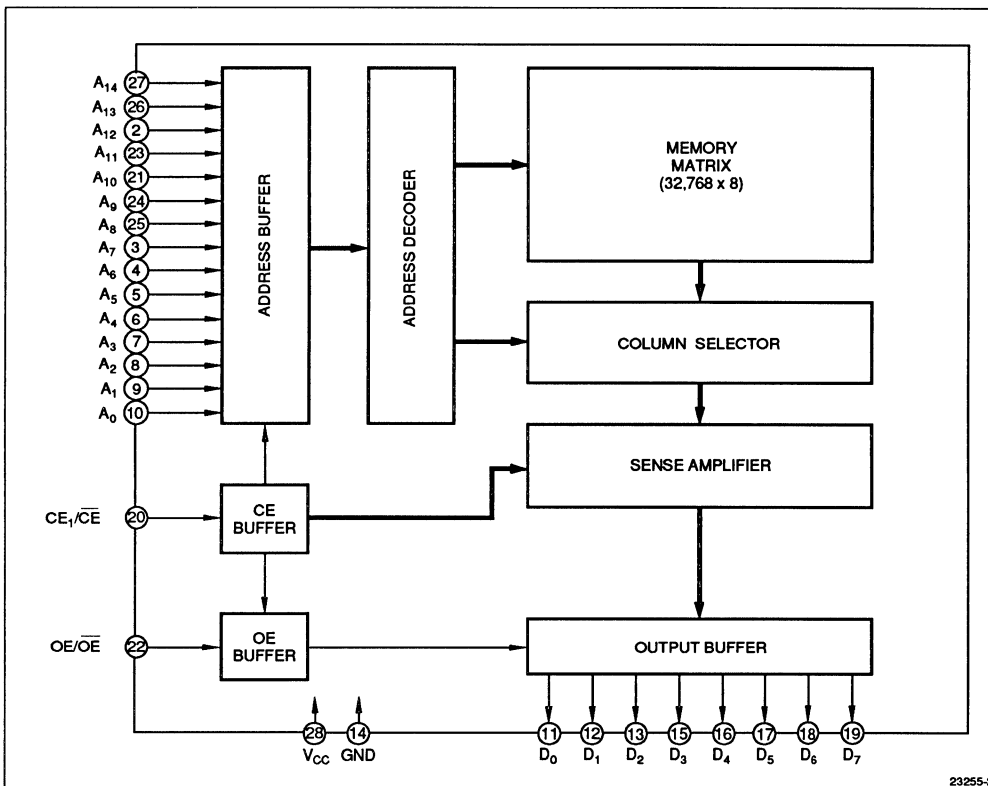 A14 27
A13 26
A12 2
A11 23
A10 21
A9 24
A8 25
A7 3
A6 4
A5 5
A4 6
A3 7
A2 8
A1 9
A0 10
ADDRESS BUFFER
ADDRESS DECODER
MEMORY
MATRIX
(32,768 x 8)
COLUMN SELECTOR
SENSE AMPLIFIER
CE1/C̅E̅ 20
CE
BUFFER
OE/O̅E̅ 22
OE
BUFFER
OUTPUT BUFFER
28 14 11 12 13 15 16 17 18 19
VCC GND D0 D1 D2 D3 D4 D5 D6 D7